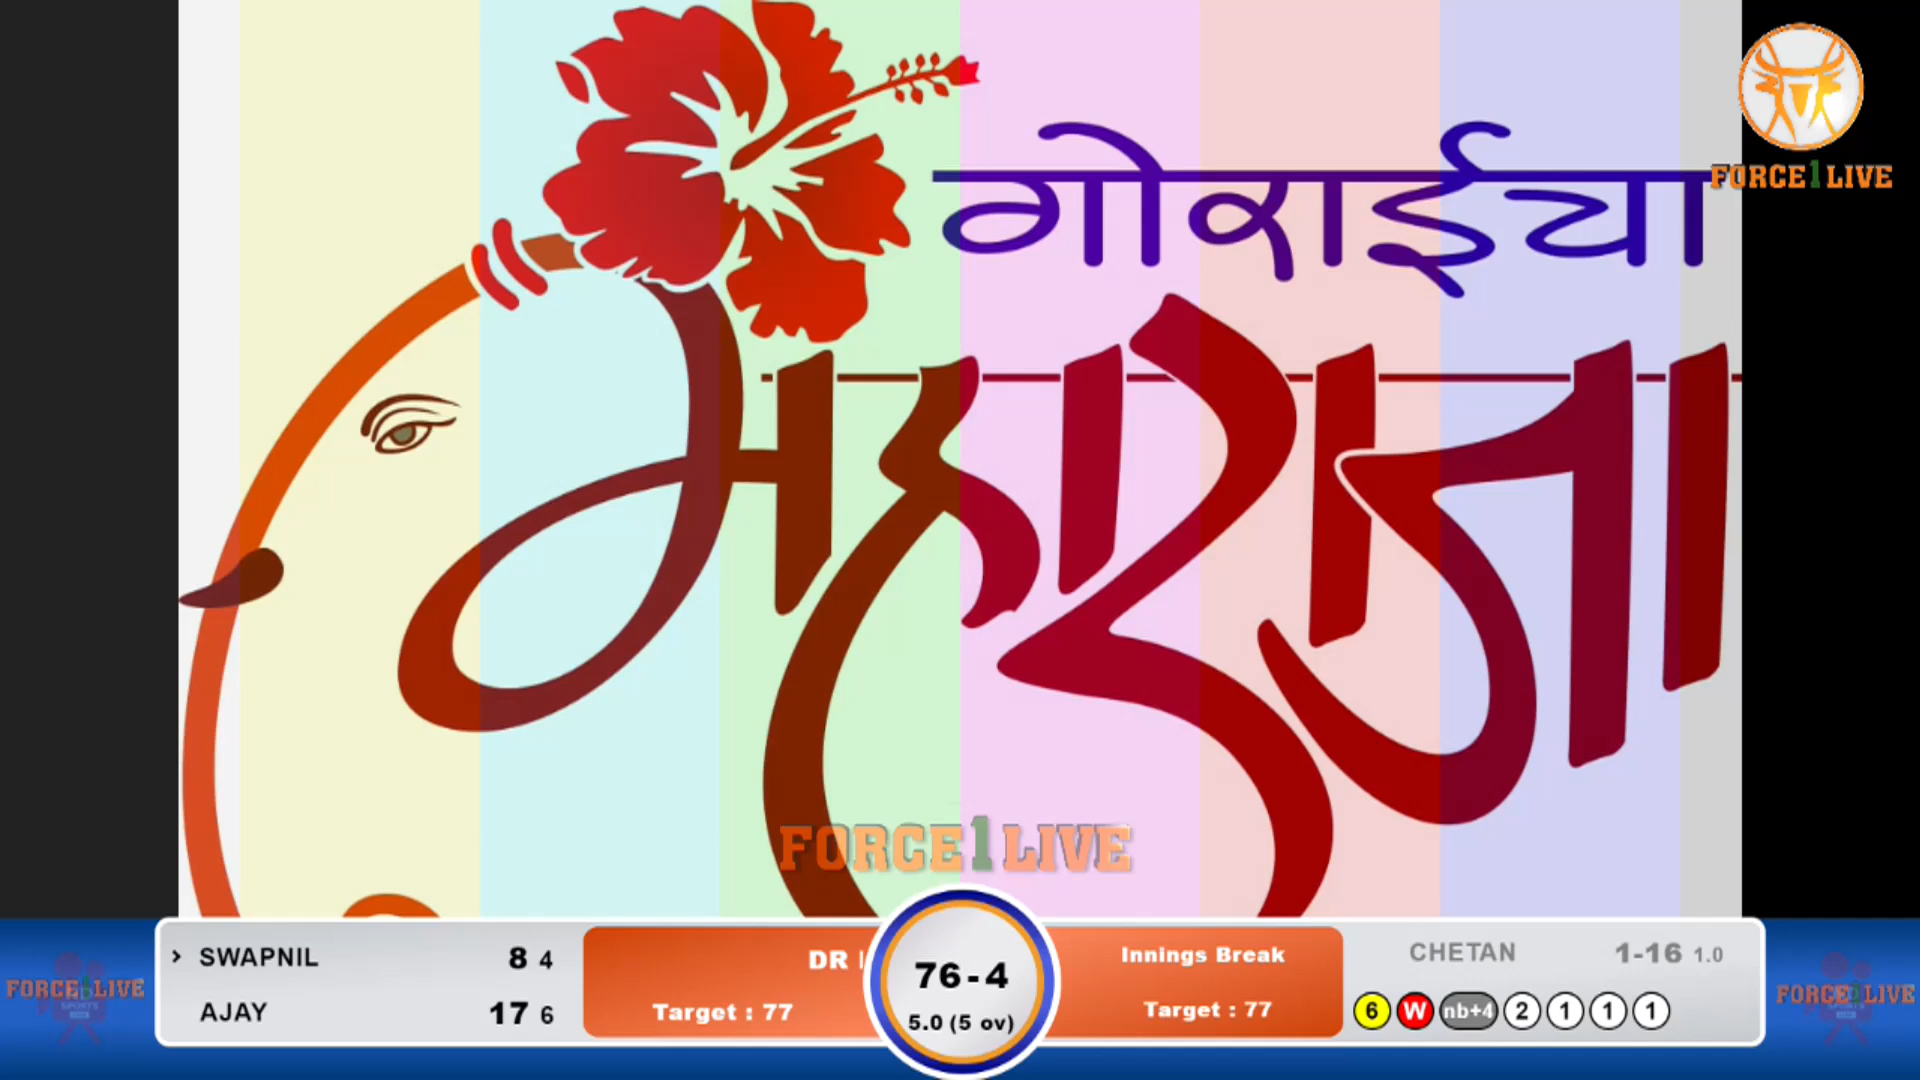 FORCE1LIVE
गोराईचा
महाराजा
FORCE1LIVE
SWAPNIL 8 4
AJAY 17 6
DR
Target : 77
76-4
5.0 (5 ov)
Innings Break
Target : 77
CHETAN 1-16 1.0
6 W nb+4 2 1 1 1
FORCE1LIVE
FORCE1LIVE